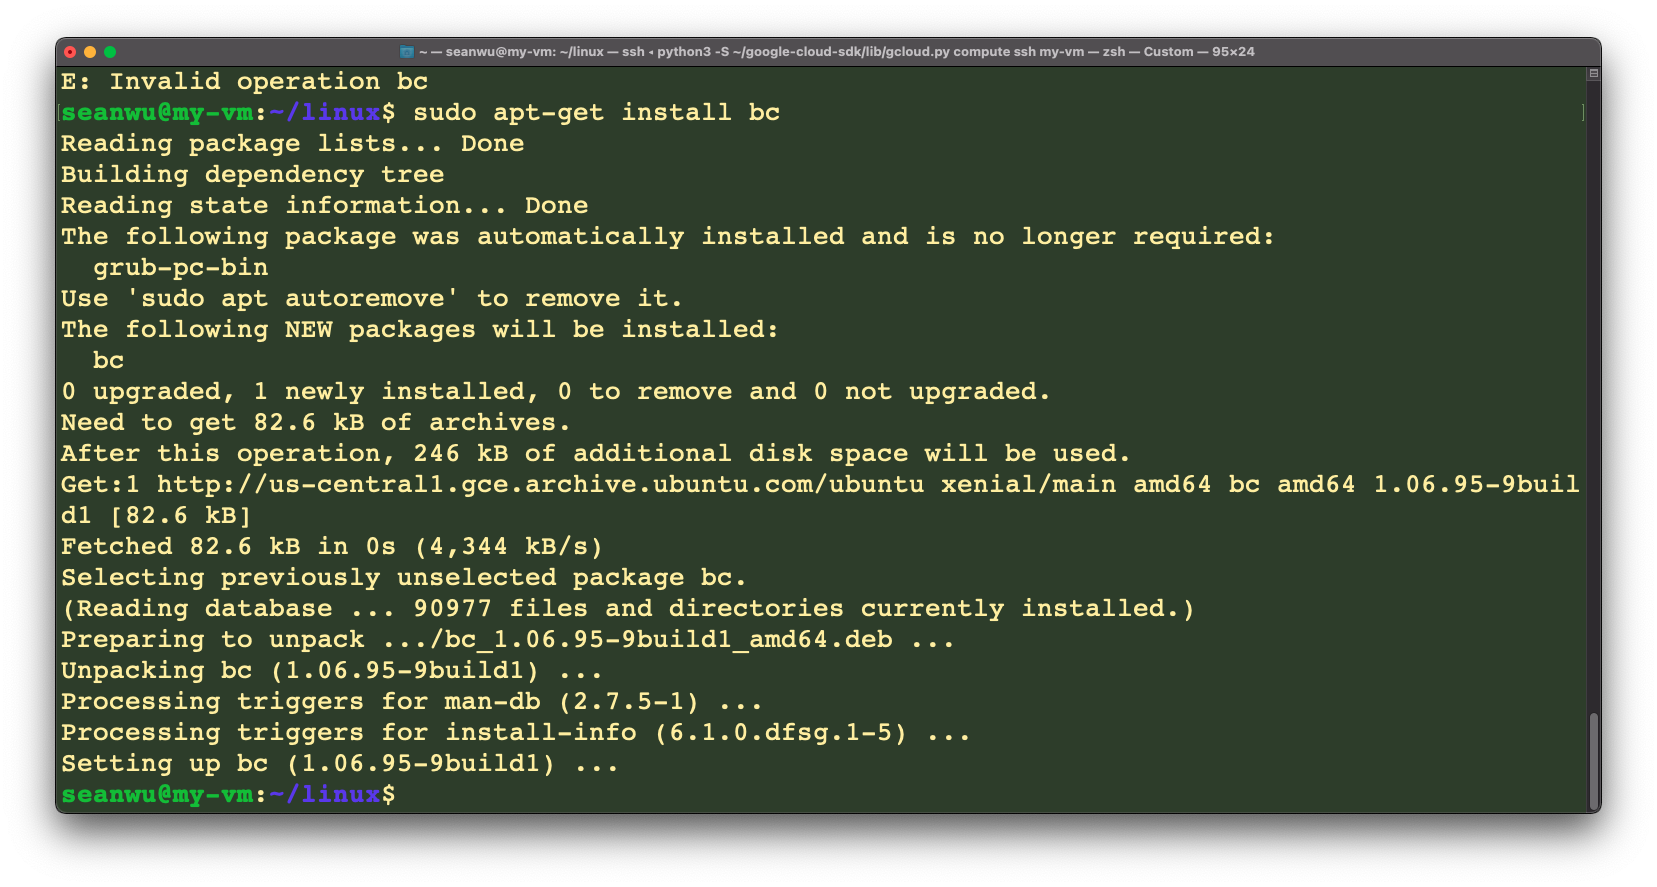 ~ — seanwu@my-vm: ~/linux — ssh ◂ python3 -S ~/google-cloud-sdk/lib/gcloud.py compute ssh my-vm — zsh — Custom — 95×24
E: Invalid operation bc
seanwu@my-vm:~/linux$ sudo apt-get install bc
Reading package lists... Done
Building dependency tree
Reading state information... Done
The following package was automatically installed and is no longer required:
  grub-pc-bin
Use 'sudo apt autoremove' to remove it.
The following NEW packages will be installed:
  bc
0 upgraded, 1 newly installed, 0 to remove and 0 not upgraded.
Need to get 82.6 kB of archives.
After this operation, 246 kB of additional disk space will be used.
Get:1 http://us-central1.gce.archive.ubuntu.com/ubuntu xenial/main amd64 bc amd64 1.06.95-9buil
d1 [82.6 kB]
Fetched 82.6 kB in 0s (4,344 kB/s)
Selecting previously unselected package bc.
(Reading database ... 90977 files and directories currently installed.)
Preparing to unpack .../bc_1.06.95-9build1_amd64.deb ...
Unpacking bc (1.06.95-9build1) ...
Processing triggers for man-db (2.7.5-1) ...
Processing triggers for install-info (6.1.0.dfsg.1-5) ...
Setting up bc (1.06.95-9build1) ...
seanwu@my-vm:~/linux$